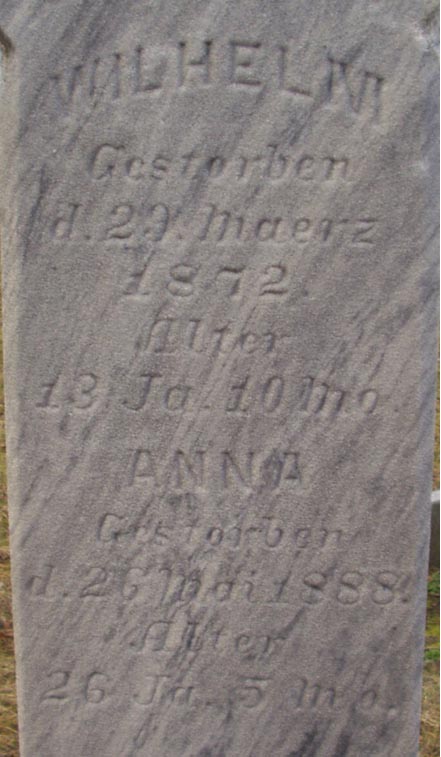 WILHELM
Gestorben
d. 29. Maerz
1872.
Alter
13 Ja. 10 Mo.
ANNA
Gestorben
d. 26 Mai 1888.
Alter
26 Ja. 5 Mo.